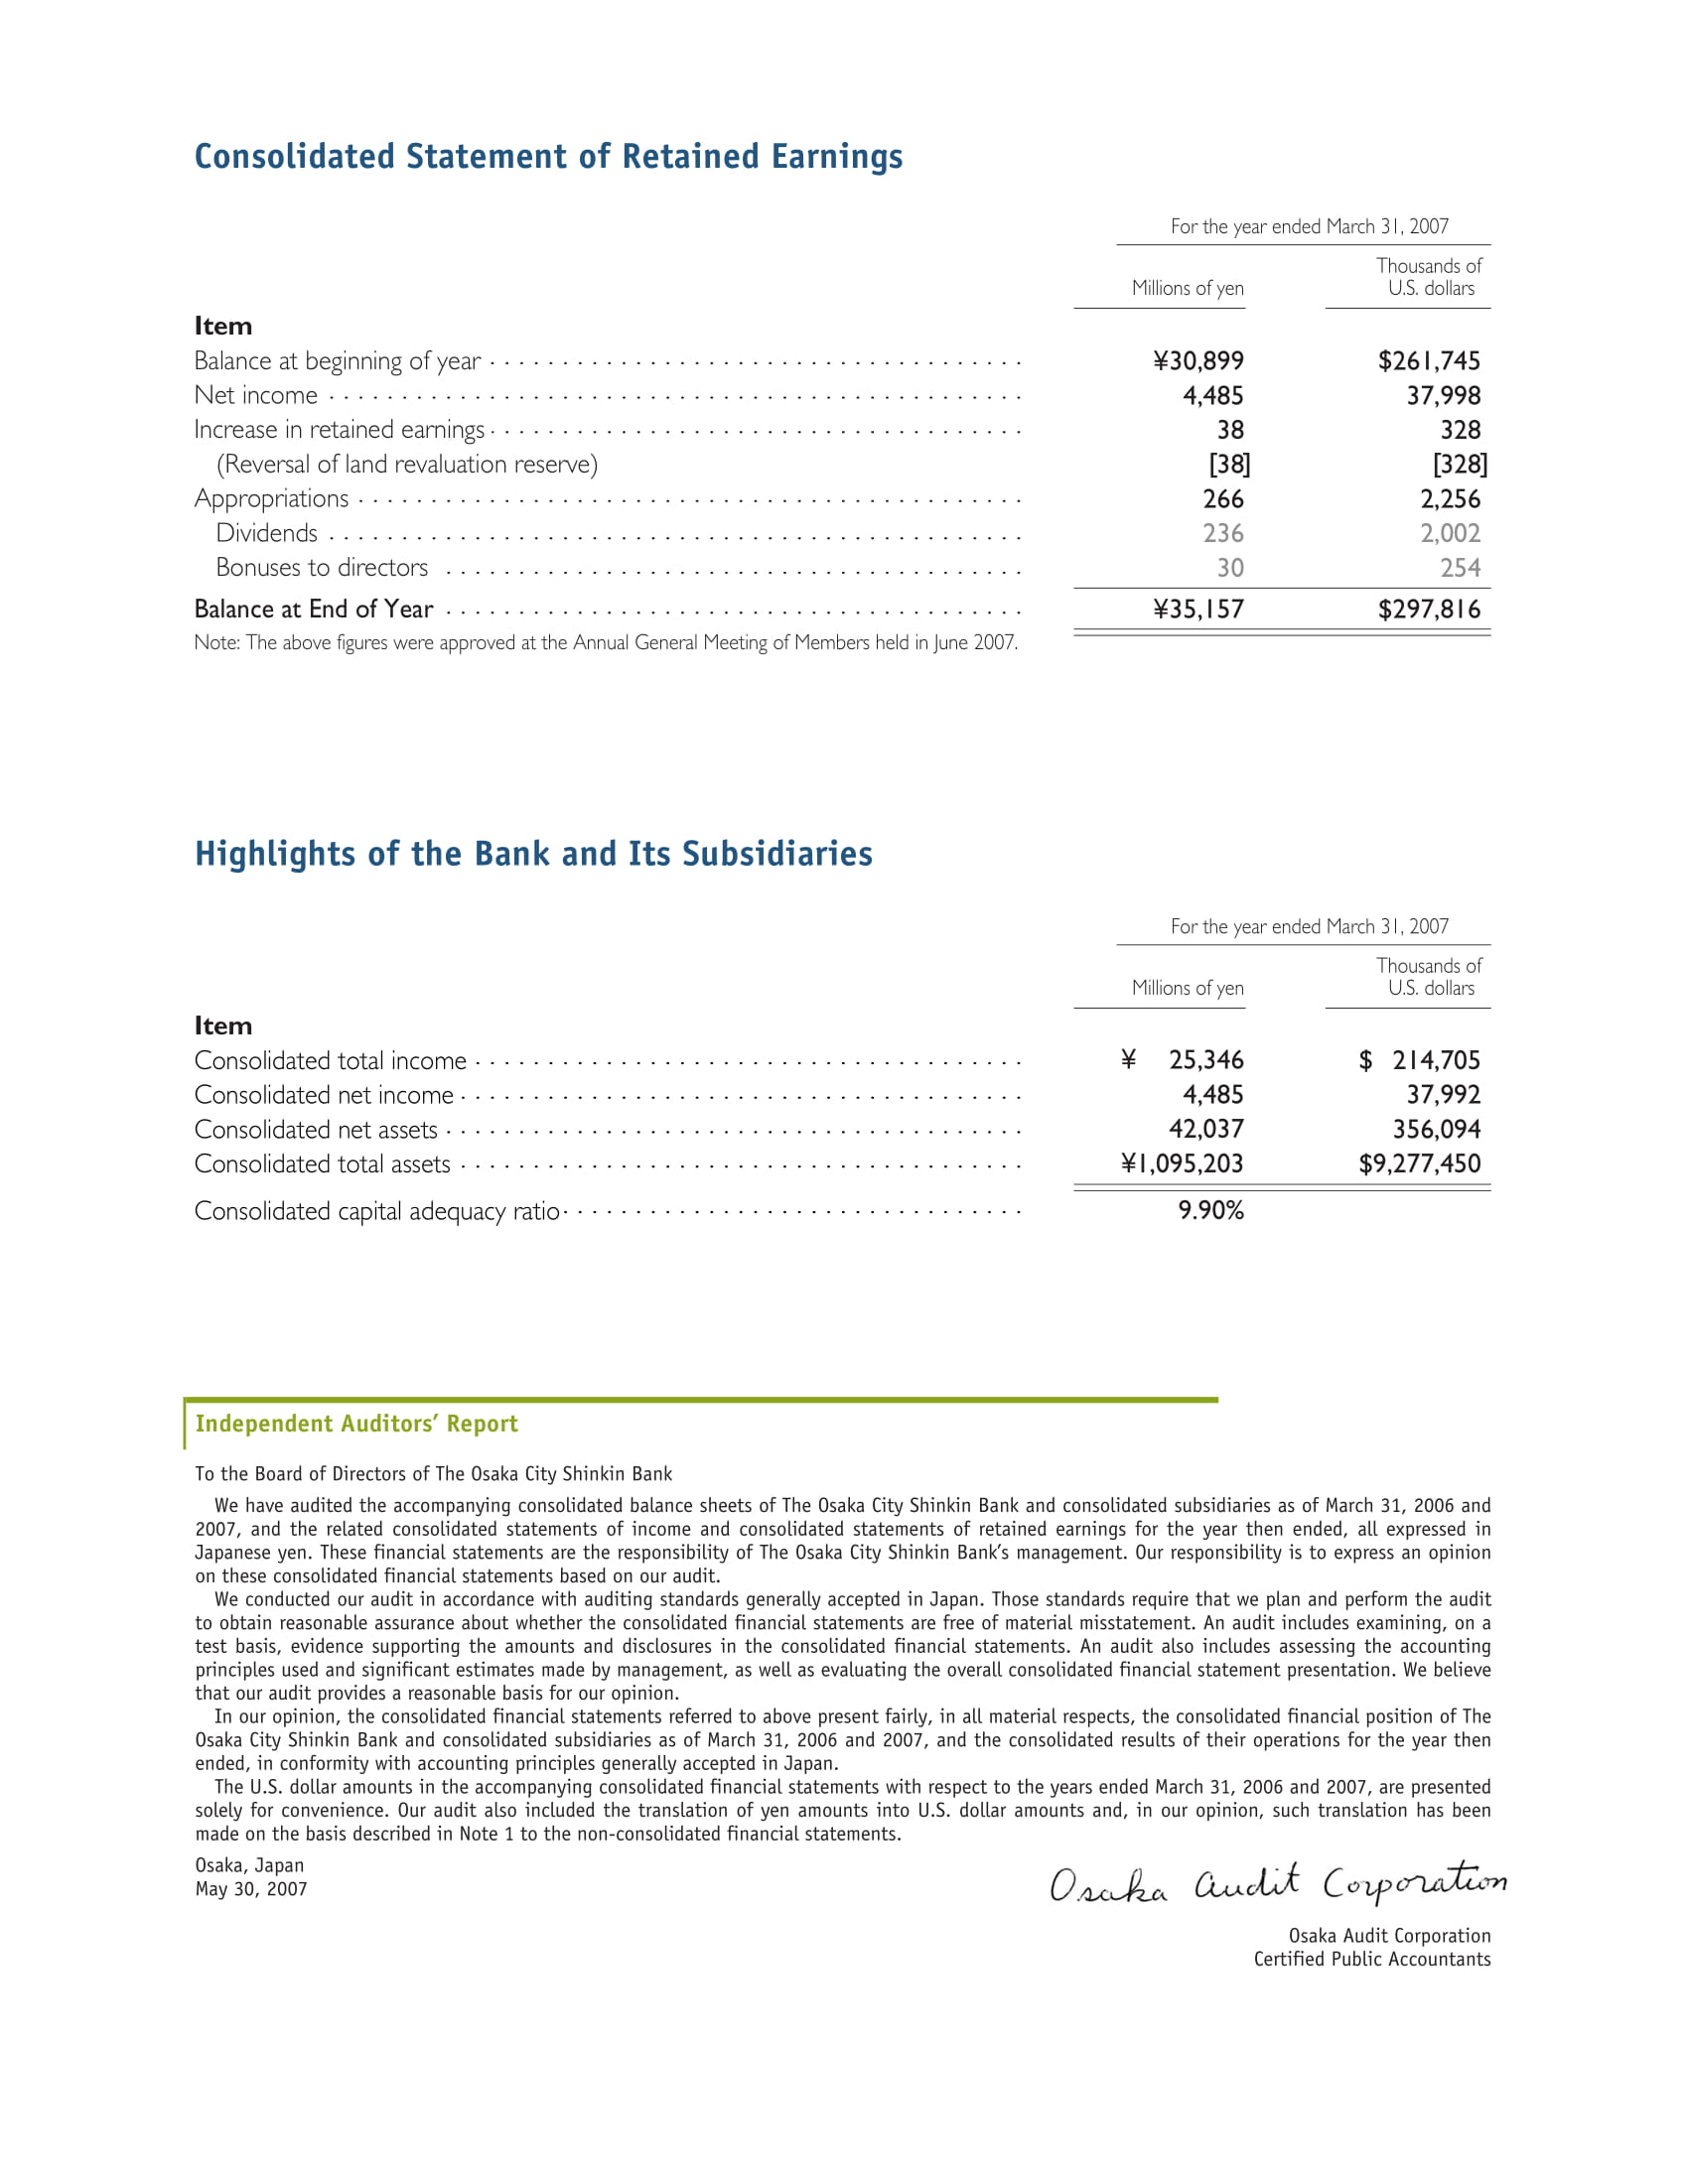 Consolidated Statement of Retained Earnings
For the year ended March 31, 2007
Millions of yen
Thousands of
U.S. dollars
Item
Balance at beginning of year ¥30,899 $261,745
Net income 4,485 37,998
Increase in retained earnings 38 328
(Reversal of land revaluation reserve) [38] [328]
Appropriations 266 2,256
Dividends 236 2,002
Bonuses to directors 30 254
Balance at End of Year ¥35,157 $297,816
Note: The above figures were approved at the Annual General Meeting of Members held in June 2007.
Highlights of the Bank and Its Subsidiaries
For the year ended March 31, 2007
Millions of yen
Thousands of
U.S. dollars
Item
Consolidated total income ¥ 25,346 $ 214,705
Consolidated net income 4,485 37,992
Consolidated net assets 42,037 356,094
Consolidated total assets ¥1,095,203 $9,277,450
Consolidated capital adequacy ratio 9.90%
Independent Auditors’ Report
To the Board of Directors of The Osaka City Shinkin Bank
We have audited the accompanying consolidated balance sheets of The Osaka City Shinkin Bank and consolidated subsidiaries as of March 31, 2006 and
2007, and the related consolidated statements of income and consolidated statements of retained earnings for the year then ended, all expressed in
Japanese yen. These financial statements are the responsibility of The Osaka City Shinkin Bank’s management. Our responsibility is to express an opinion
on these consolidated financial statements based on our audit.
We conducted our audit in accordance with auditing standards generally accepted in Japan. Those standards require that we plan and perform the audit
to obtain reasonable assurance about whether the consolidated financial statements are free of material misstatement. An audit includes examining, on a
test basis, evidence supporting the amounts and disclosures in the consolidated financial statements. An audit also includes assessing the accounting
principles used and significant estimates made by management, as well as evaluating the overall consolidated financial statement presentation. We believe
that our audit provides a reasonable basis for our opinion.
In our opinion, the consolidated financial statements referred to above present fairly, in all material respects, the consolidated financial position of The
Osaka City Shinkin Bank and consolidated subsidiaries as of March 31, 2006 and 2007, and the consolidated results of their operations for the year then
ended, in conformity with accounting principles generally accepted in Japan.
The U.S. dollar amounts in the accompanying consolidated financial statements with respect to the years ended March 31, 2006 and 2007, are presented
solely for convenience. Our audit also included the translation of yen amounts into U.S. dollar amounts and, in our opinion, such translation has been
made on the basis described in Note 1 to the non-consolidated financial statements.
Osaka, Japan
May 30, 2007
Osaka Audit Corporation
Osaka Audit Corporation
Certified Public Accountants